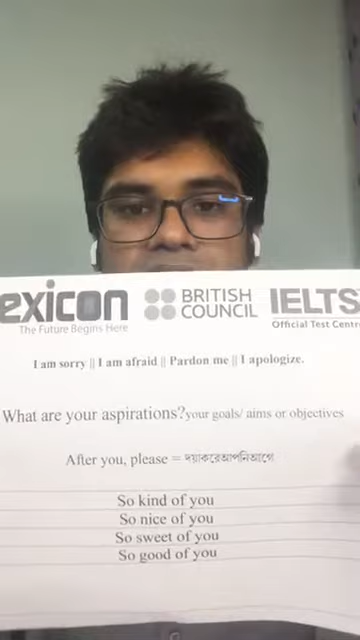 exicon
The Future Begins Here
BRITISH
COUNCIL
IELTS
Official Test Centr
I am sorry || I am afraid || Pardon me || I apologize.
What are your aspirations?your goals/ aims or objectives
After you, please = দয়াকরেআপনিআগে
So kind of you
So nice of you
So sweet of you
So good of you